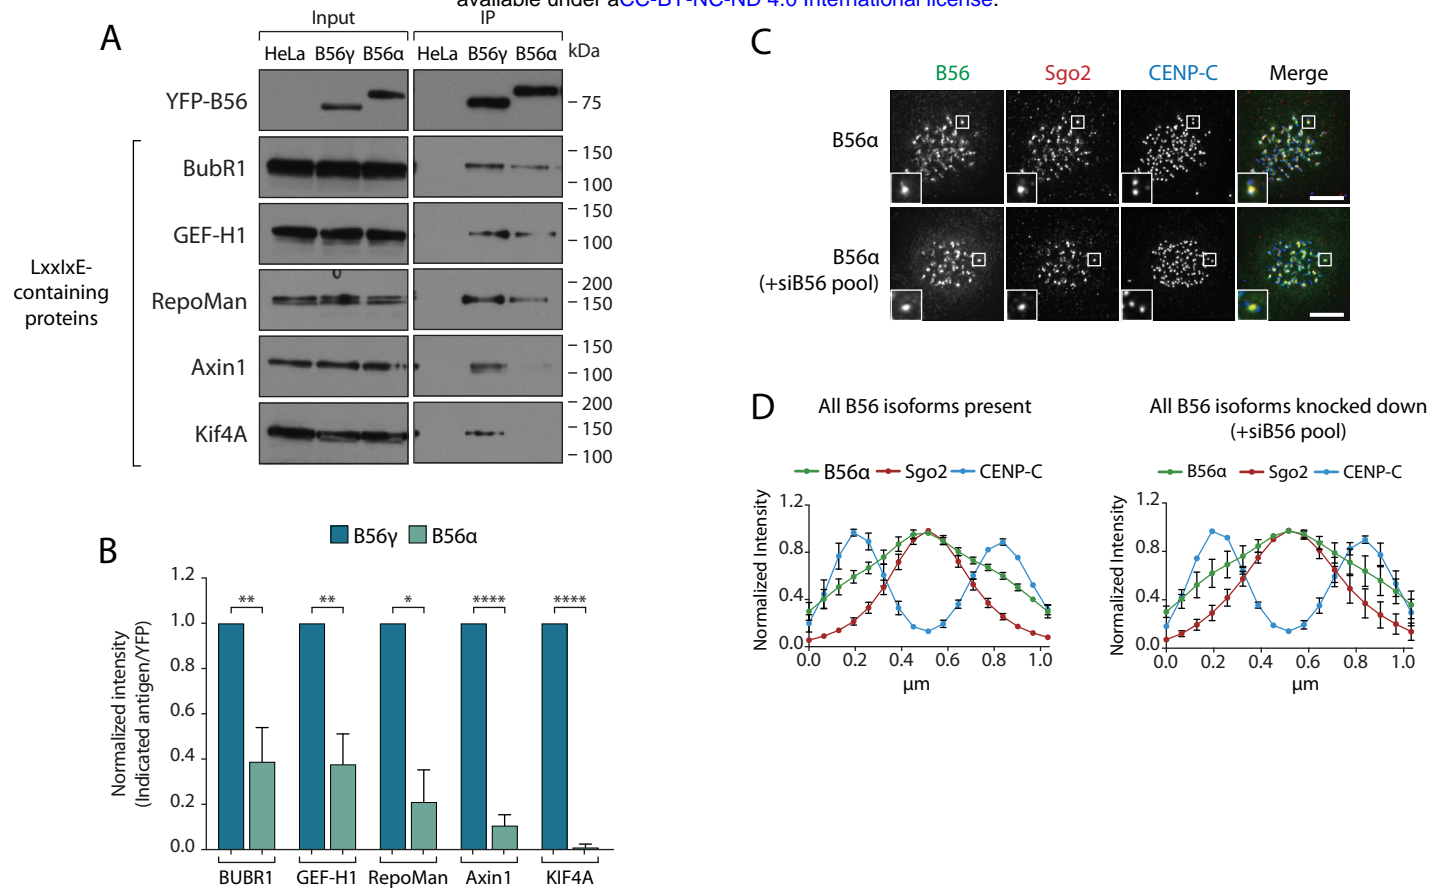 available under aCC-BY-NC-ND 4.0 International license.
A
Input
IP
HeLa B56γ B56α HeLa B56γ B56α kDa
YFP-B56
75
BubR1
150
100
GEF-H1
150
100
RepoMan
200
150
Axin1
150
100
Kif4A
200
150
100
LxxIxE-
containing
proteins
B
B56γ B56α
Normalized intensity
(Indicated antigen/YFP)
1.2
1.0
0.8
0.6
0.4
0.2
0.0
** ** * **** ****
BUBR1 GEF-H1 RepoMan Axin1 KIF4A
C
B56 Sgo2 CENP-C Merge
B56α
B56α
(+siB56 pool)
D
All B56 isoforms present
B56α Sgo2 CENP-C
Normalized Intensity
1.2
0.8
0.4
0.0
0.0 0.2 0.4 0.6 0.8 1.0
μm
All B56 isoforms knocked down
(+siB56 pool)
B56α Sgo2 CENP-C
Normalized Intensity
1.2
0.8
0.4
0.0
0.0 0.2 0.4 0.6 0.8 1.0
μm